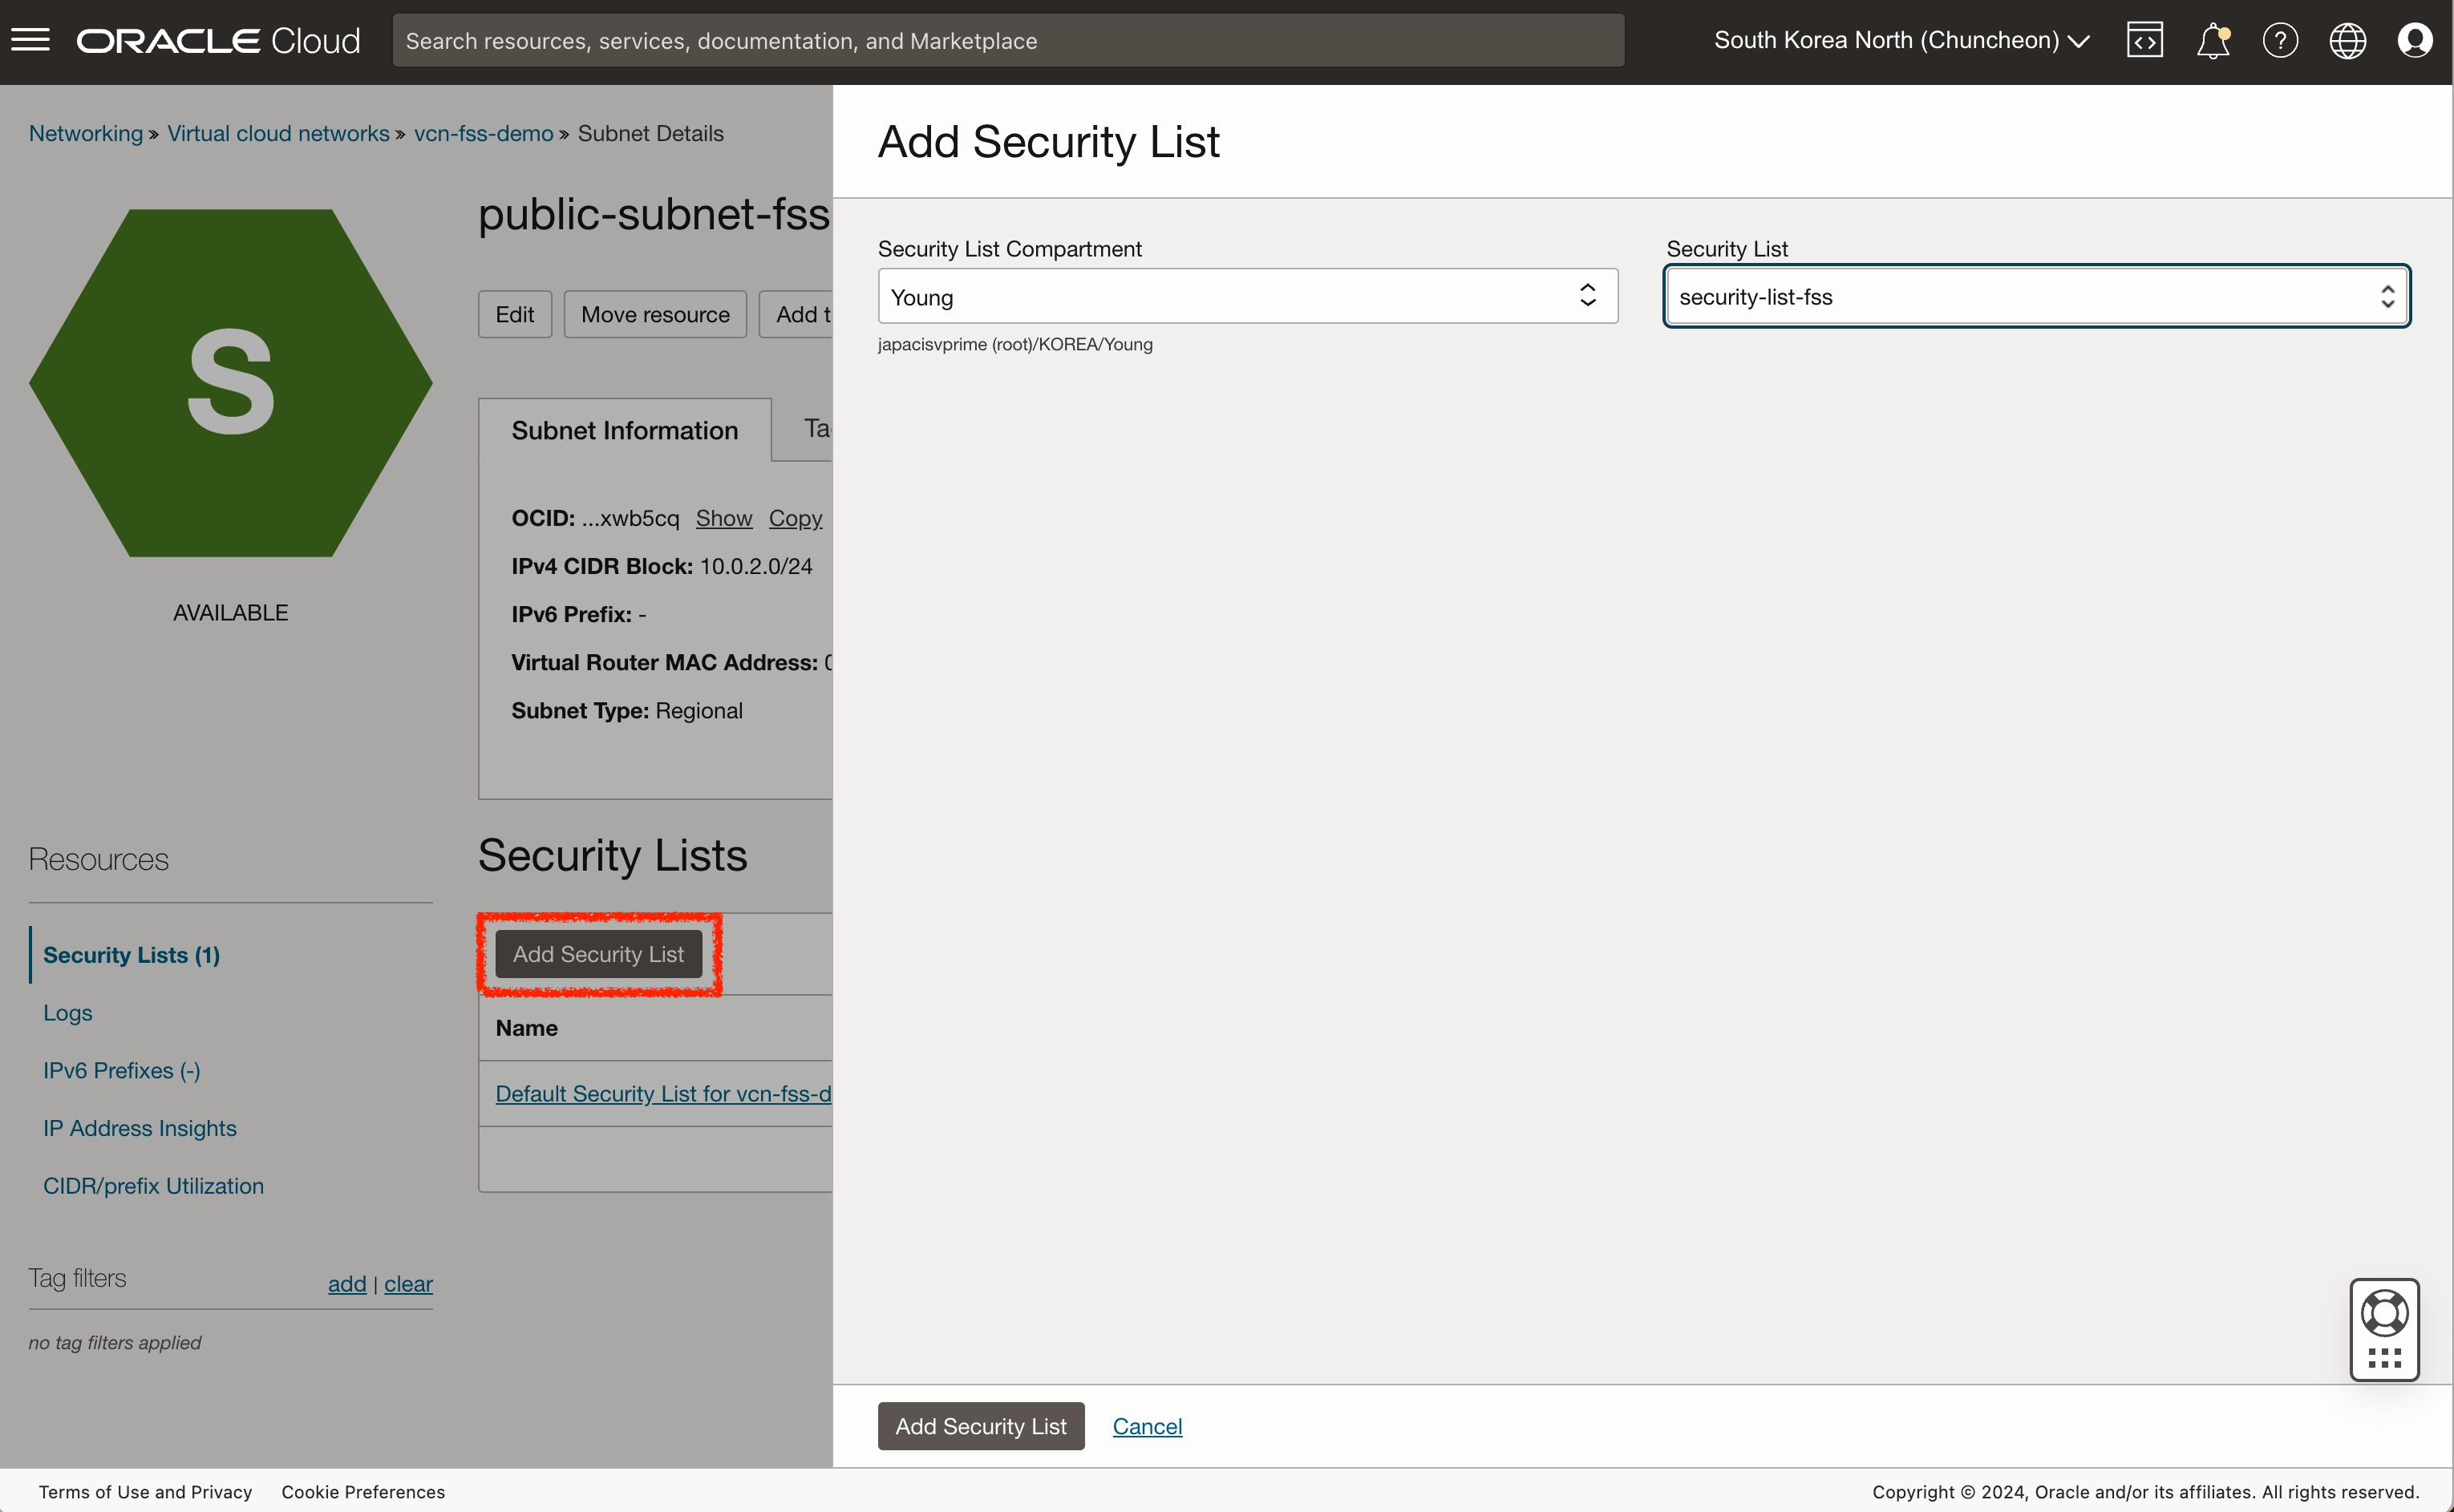 ORACLE Cloud
Search resources, services, documentation, and Marketplace
South Korea North (Chuncheon)
Networking » Virtual cloud networks » vcn-fss-demo » Subnet Details
S
AVAILABLE
public-subnet-fss
Edit
Move resource
Add t
Subnet Information
Ta
OCID: ...xwb5cq Show Copy
IPv4 CIDR Block: 10.0.2.0/24
IPv6 Prefix: -
Virtual Router MAC Address:
Subnet Type: Regional
Resources
Security Lists (1)
Logs
IPv6 Prefixes (-)
IP Address Insights
CIDR/prefix Utilization
Tag filters
add | clear
no tag filters applied
Security Lists
Add Security List
Name
Default Security List for vcn-fss-d
Add Security List
Security List Compartment
Young
japacisvprime (root)/KOREA/Young
Security List
security-list-fss
Add Security List
Cancel
Terms of Use and Privacy
Cookie Preferences
Copyright © 2024, Oracle and/or its affiliates. All rights reserved.